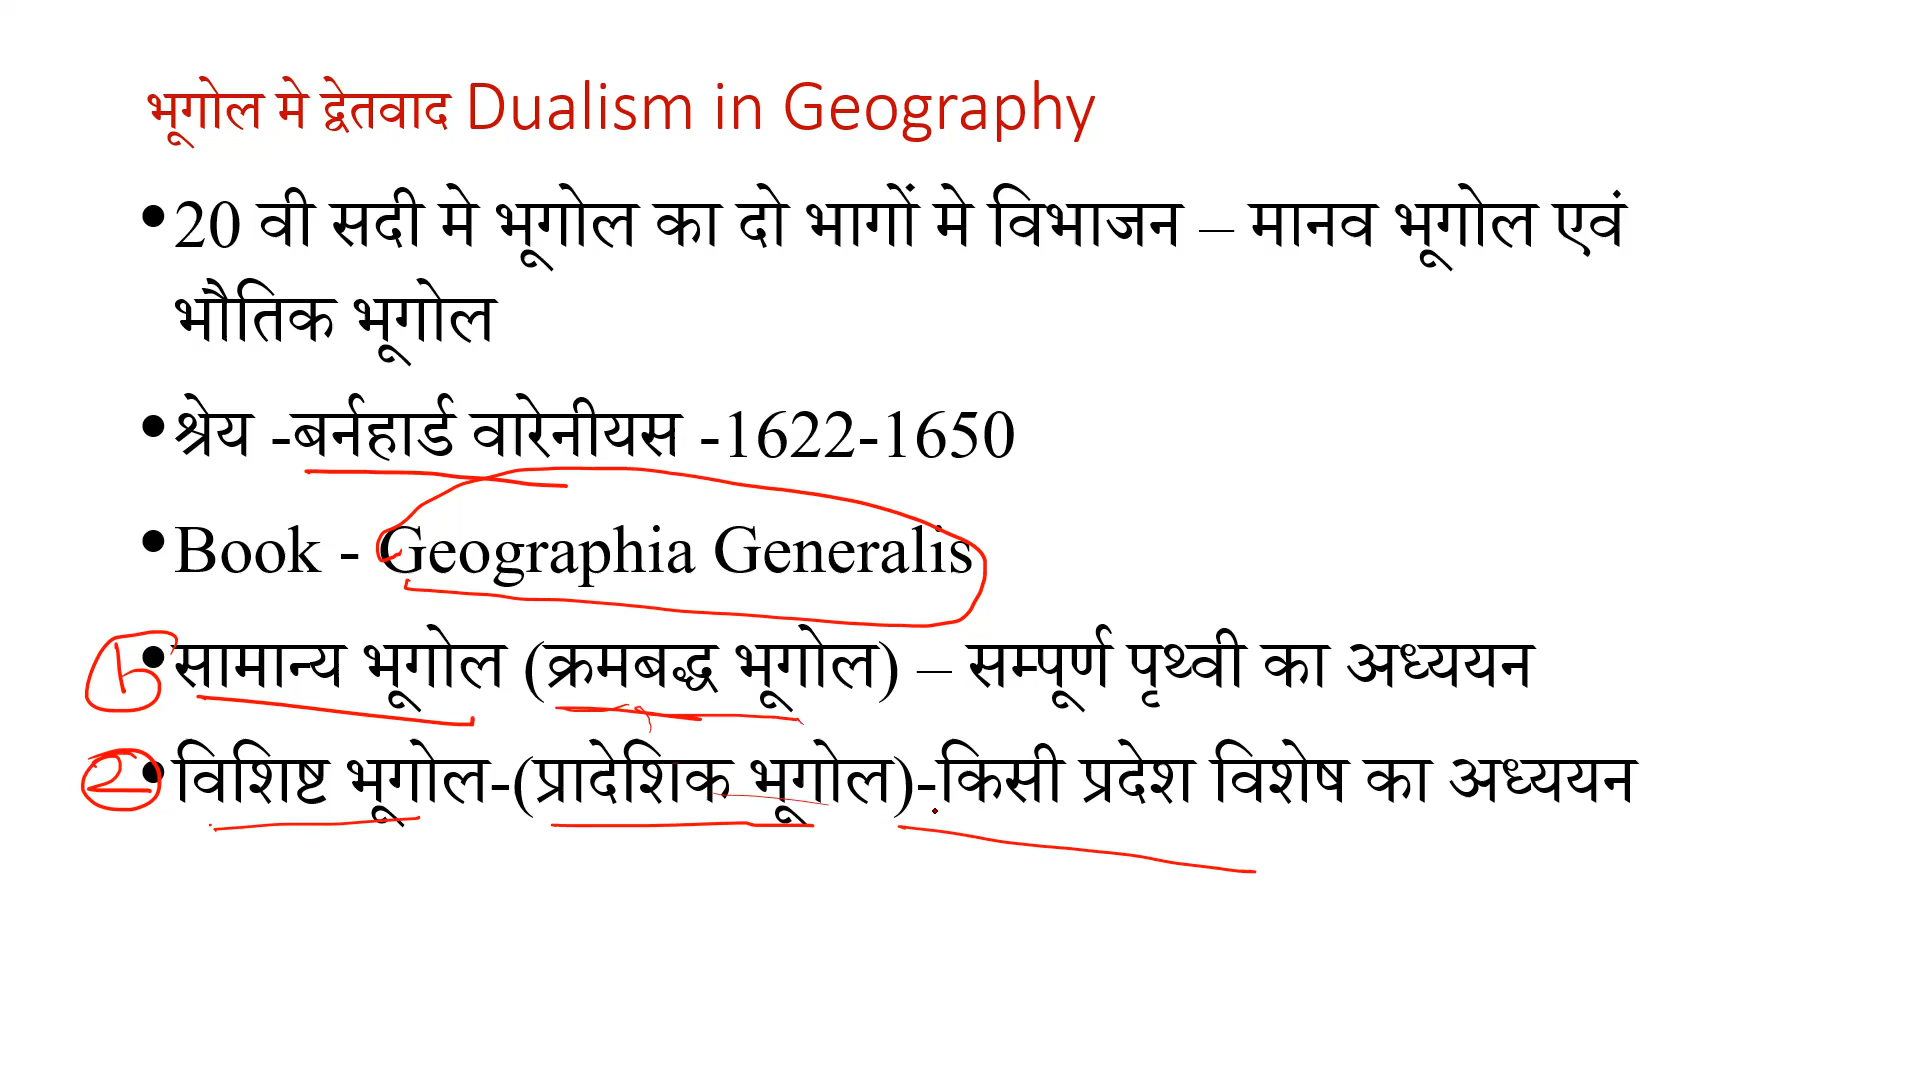 भूगोल मे द्वेतवाद Dualism in Geography
•20 वी सदी मे भूगोल का दो भागों मे विभाजन – मानव भूगोल एवं
भौतिक भूगोल
•श्रेय -बर्नहार्ड वारेनीयस -1622-1650
•Book - Geographia Generalis
1 •सामान्य भूगोल (क्रमबद्ध भूगोल) – सम्पूर्ण पृथ्वी का अध्ययन
2 •विशिष्ट भूगोल-(प्रादेशिक भूगोल)-किसी प्रदेश विशेष का अध्ययन